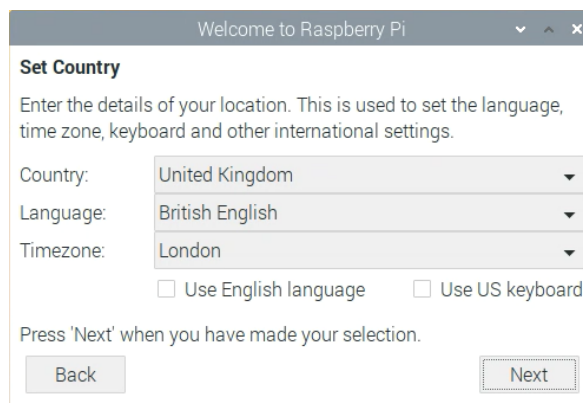 Welcome to Raspberry Pi
Set Country
Enter the details of your location. This is used to set the language,
time zone, keyboard and other international settings.
Country: United Kingdom
Language: British English
Timezone: London
Use English language Use US keyboard
Press 'Next' when you have made your selection.
Back Next